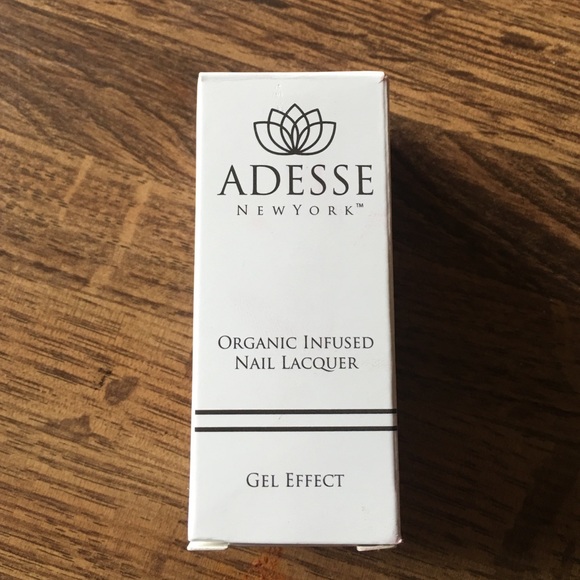 ADESSE
NEWYORK™
ORGANIC INFUSED
NAIL LACQUER
GEL EFFECT